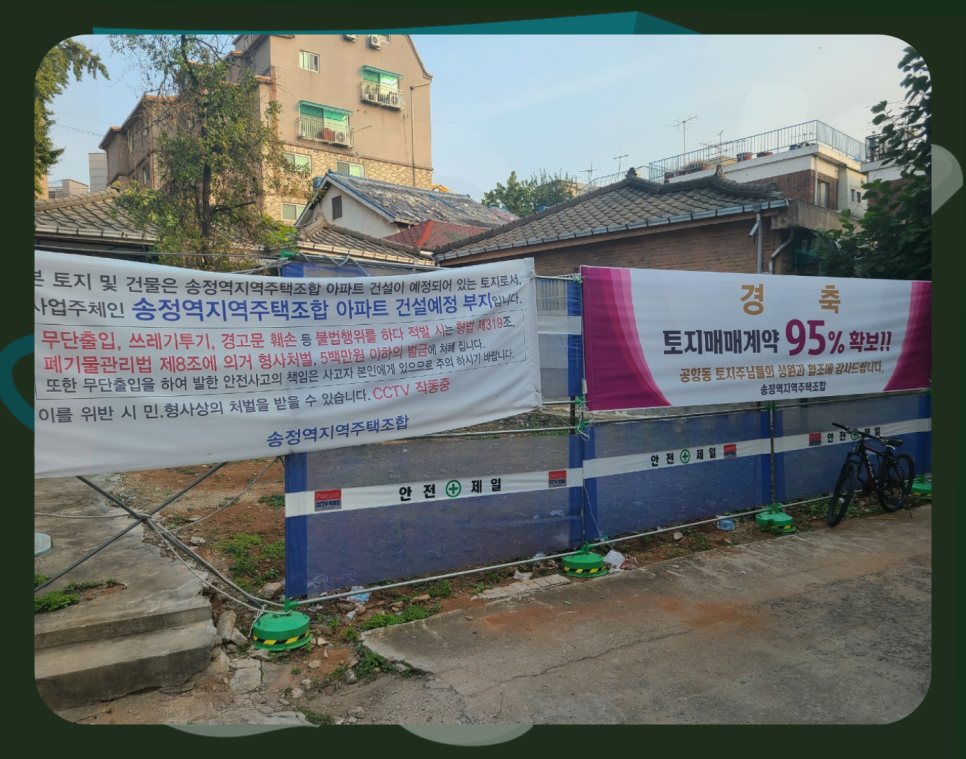 본 토지 및 건물은 송정역지역주택조합 아파트 건설이 예정되어 있는 토지로서,
사업주체인 송정역지역주택조합 아파트 건설예정 부지입니다.
무단출입, 쓰레기투기, 경고문 훼손 등 불법행위를 하다 적발 시는 형법 제319조,
폐기물관리법 제8조에 의거 형사처벌, 5백만원 이하의 벌금에 처해 집니다.
또한 무단출입을 하여 발한 안전사고의 책임은 사고자 본인에게 있으므로 주의 하시기 바랍니다.
이를 위반 시 민.형사상의 처벌을 받을 수 있습니다. CCTV 작동중
송정역지역주택조합
경 축
토지매매계약 95% 확보!!
공항동 토지주님들의 성원과 협조에 감사드립니다.
송정역지역주택조합
안전 제일
안전 제일
안전 제일